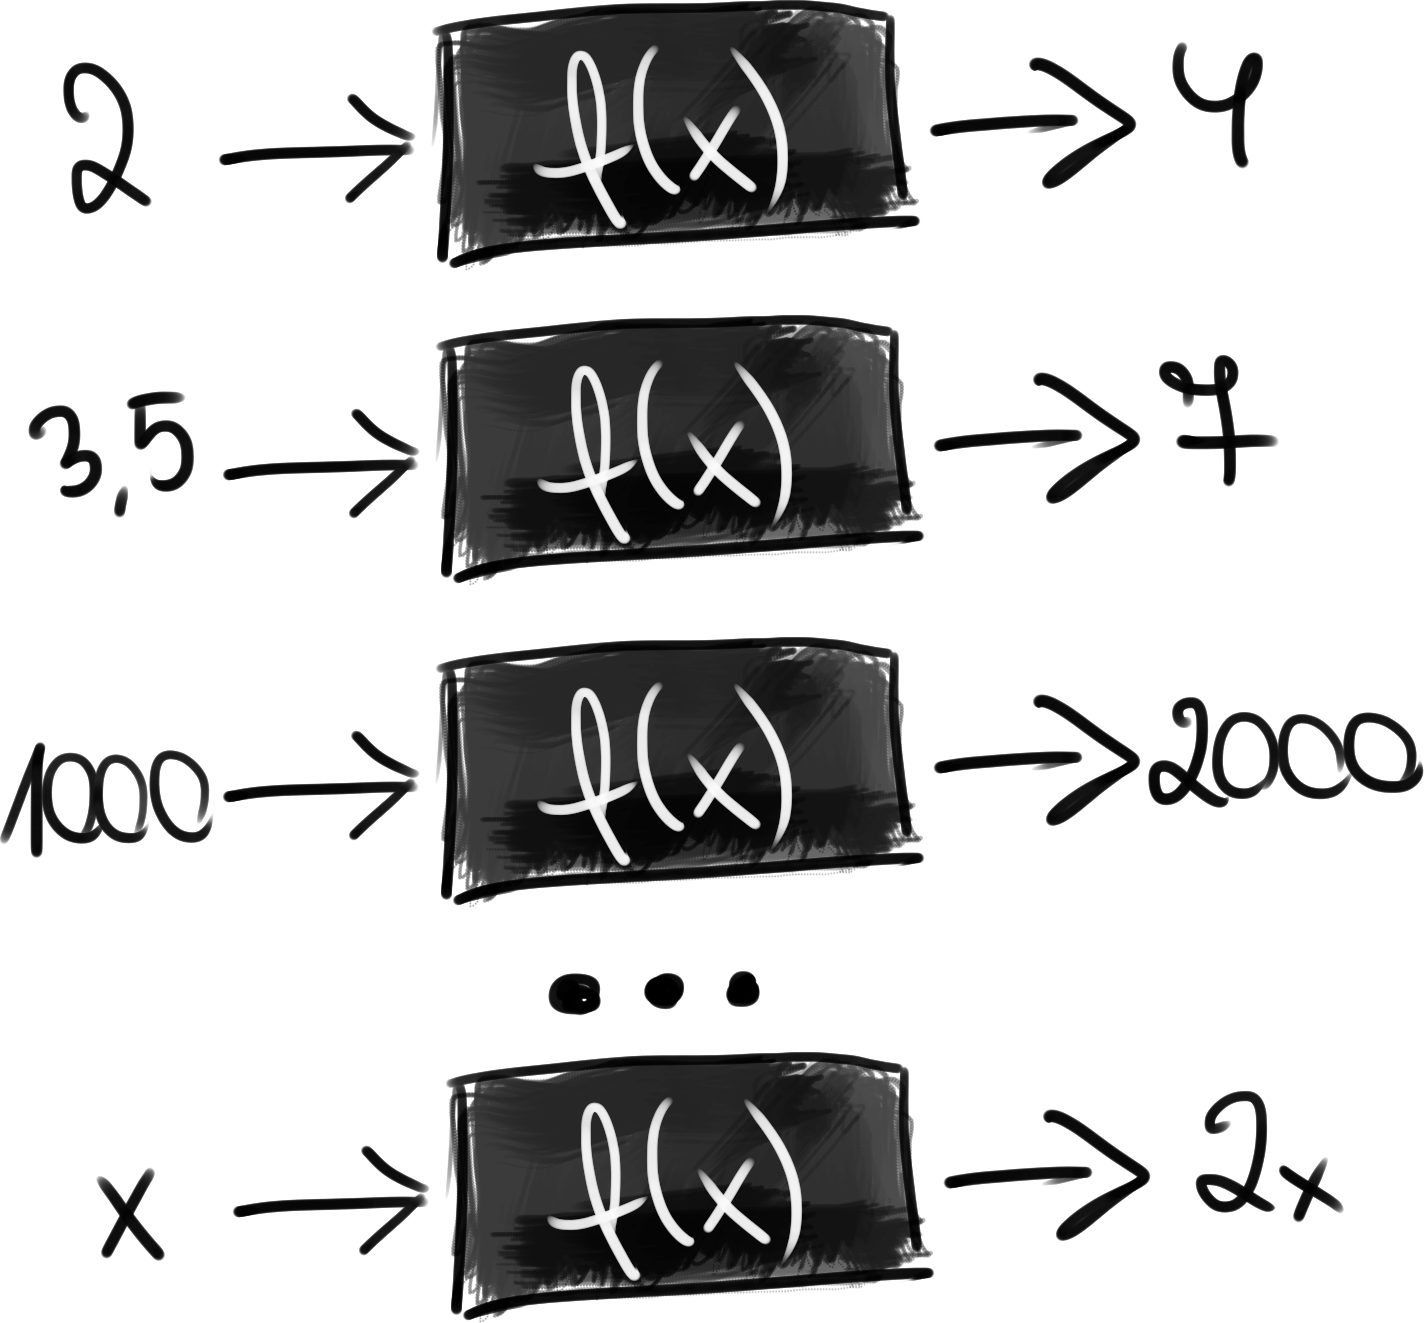 2 → f(x) → 4
3,5 → f(x) → 7
1000 → f(x) → 2000
...
x → f(x) → 2x